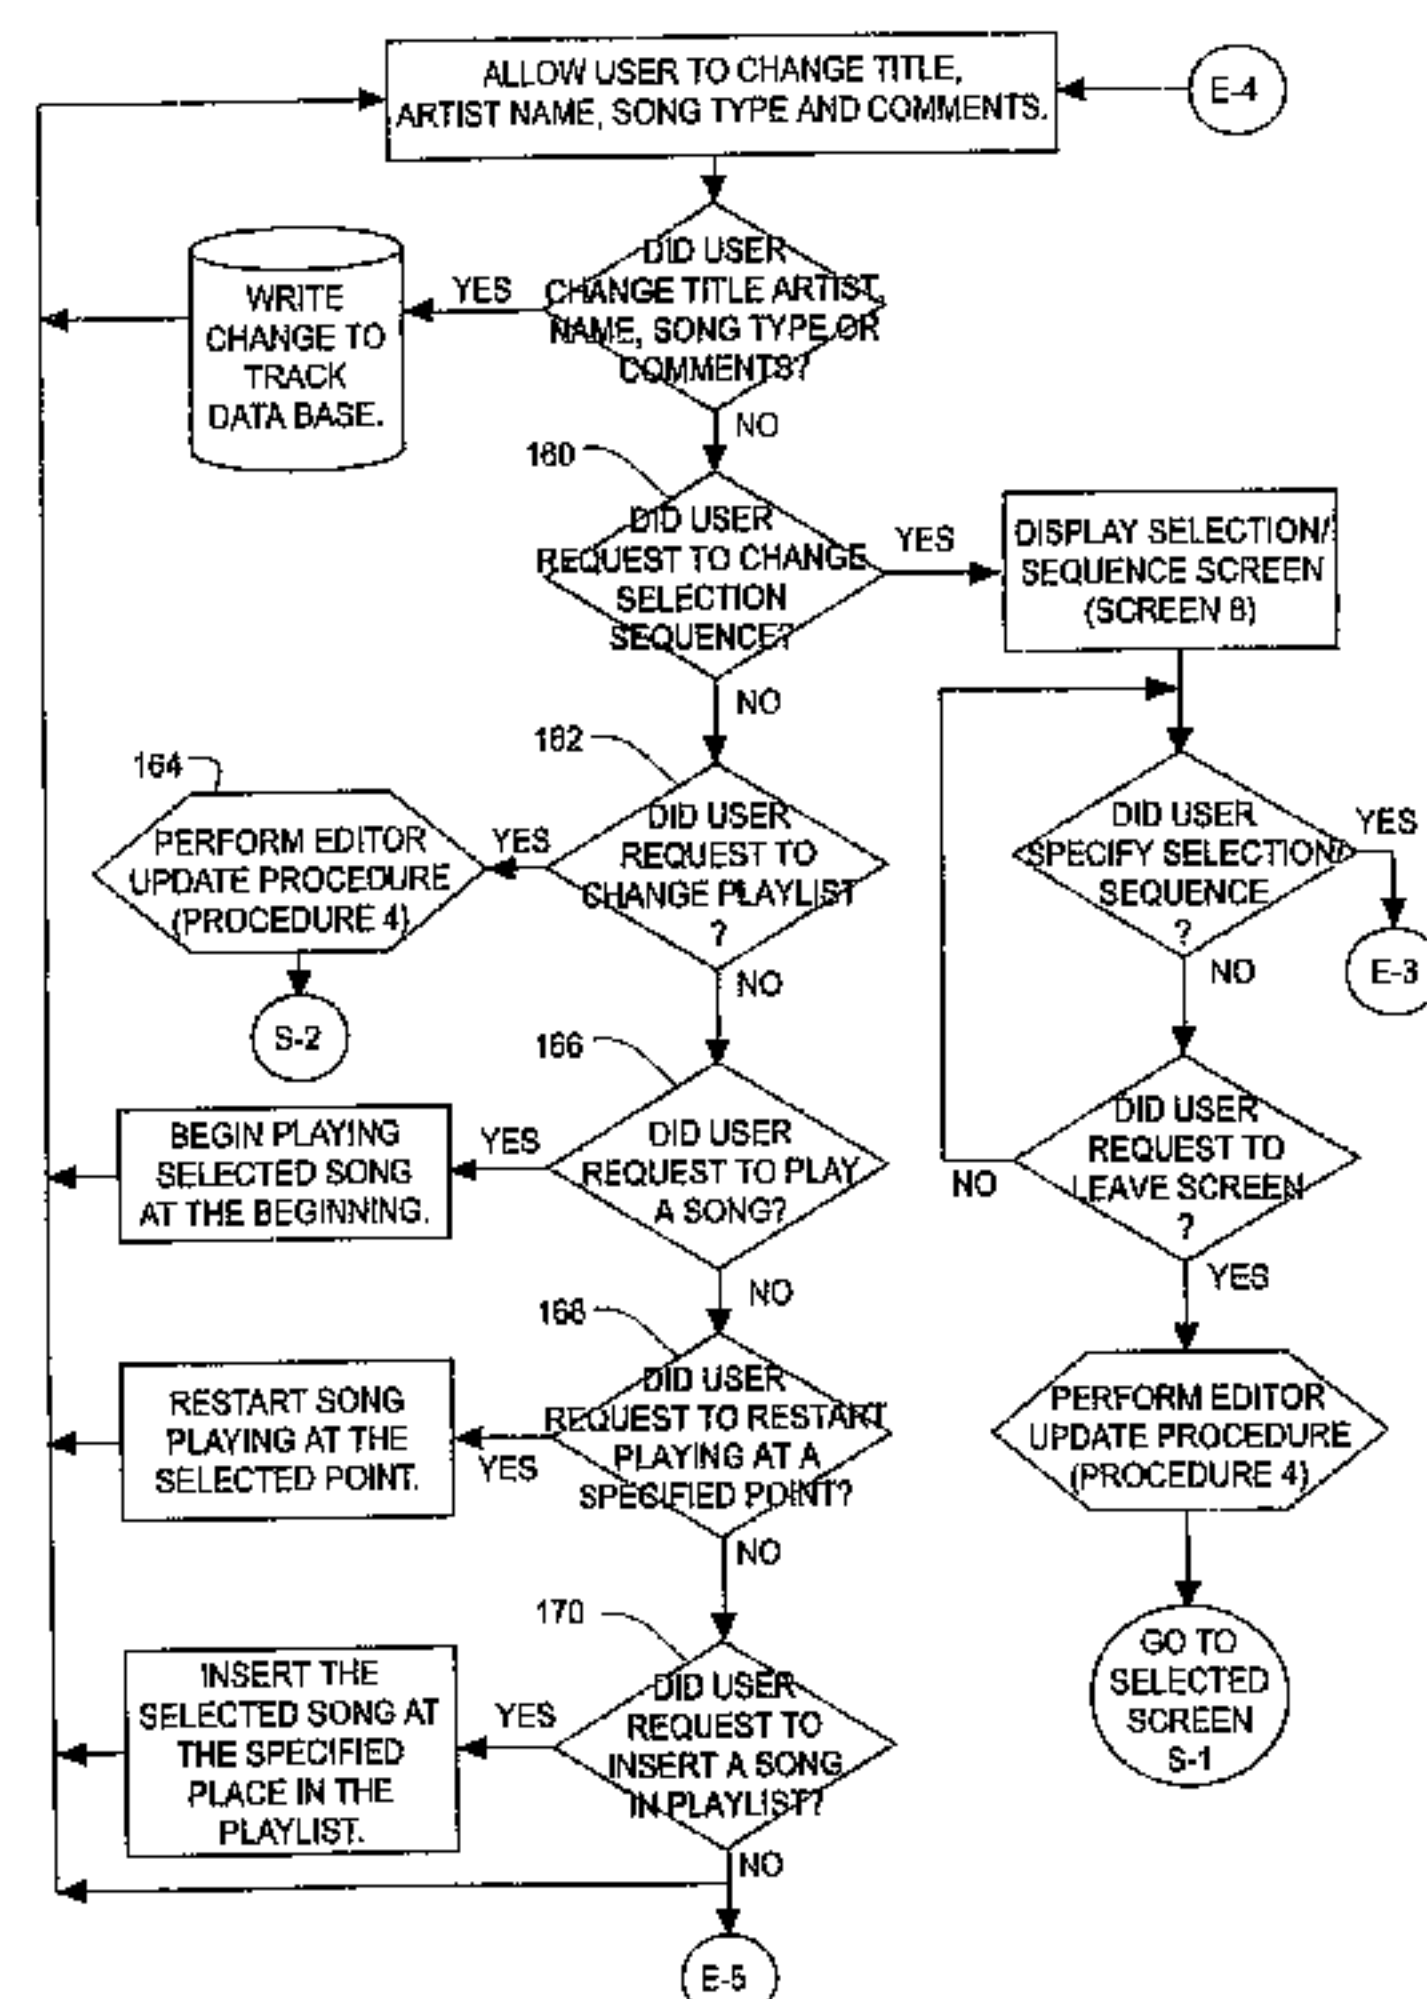 ALLOW USER TO CHANGE TITLE,
ARTIST NAME, SONG TYPE AND COMMENTS.
E-4
DID USER
CHANGE TITLE ARTIST,
NAME, SONG TYPE OR
COMMENTS?
YES
WRITE
CHANGE TO
TRACK
DATA BASE.
NO
160
DID USER
REQUEST TO CHANGE
SELECTION
SEQUENCE?
YES
DISPLAY SELECTION/
SEQUENCE SCREEN
(SCREEN 8)
NO
162
DID USER
REQUEST TO
CHANGE PLAYLIST
?
YES
164
PERFORM EDITOR
UPDATE PROCEDURE
(PROCEDURE 4)
S-2
NO
DID USER
SPECIFY SELECTION/
SEQUENCE
?
YES
E-3
NO
166
DID USER
REQUEST TO PLAY
A SONG?
YES
BEGIN PLAYING
SELECTED SONG
AT THE BEGINNING.
NO
DID USER
REQUEST TO
LEAVE SCREEN
?
NO
YES
168
DID USER
REQUEST TO RESTART
PLAYING AT A
SPECIFIED POINT?
YES
RESTART SONG
PLAYING AT THE
SELECTED POINT.
NO
PERFORM EDITOR
UPDATE PROCEDURE
(PROCEDURE 4)
170
DID USER
REQUEST TO
INSERT A SONG
IN PLAYLIST?
YES
INSERT THE
SELECTED SONG AT
THE SPECIFIED
PLACE IN THE
PLAYLIST.
NO
GO TO
SELECTED
SCREEN
S-1
E-5